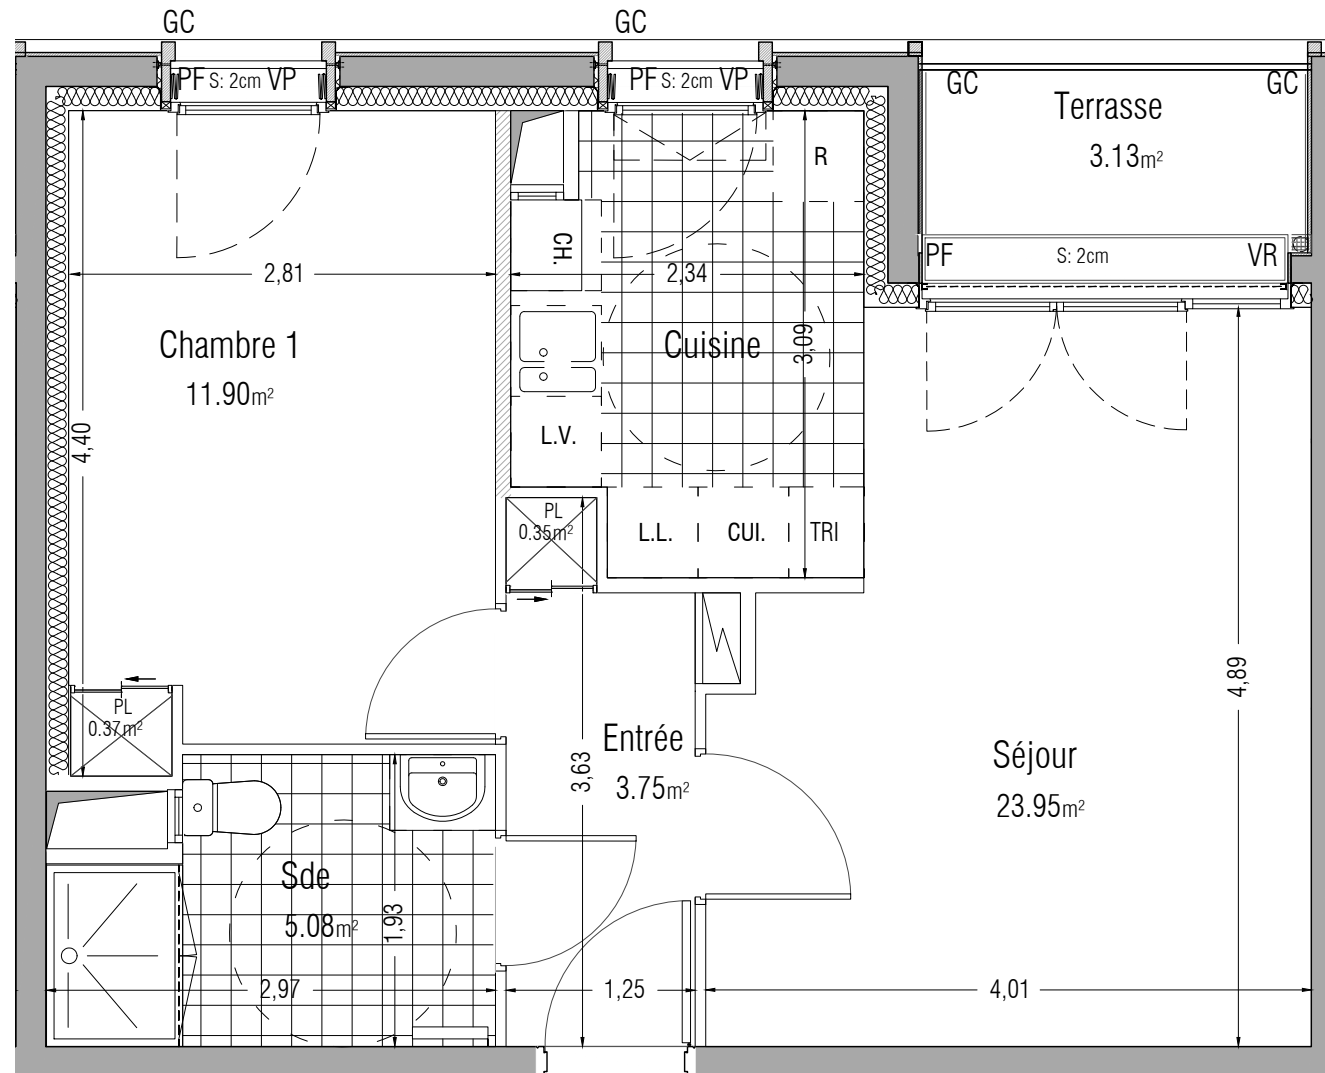 GC
GC
PF S: 2cm VP
PF S: 2cm VP
GC
GC
Terrasse
3.13m²
R
CH.
PF
S: 2cm
VR
2,81
2,34
Chambre 1
11.90m²
Cuisine
3,09
4,40
L.V.
PL
0.35m²
L.L.
CUI.
TRI
4,89
PL
0.37m²
Entrée
3.75m²
3,63
Séjour
23.95m²
Sde
5.08m²
1,93
2,97
1,25
4,01